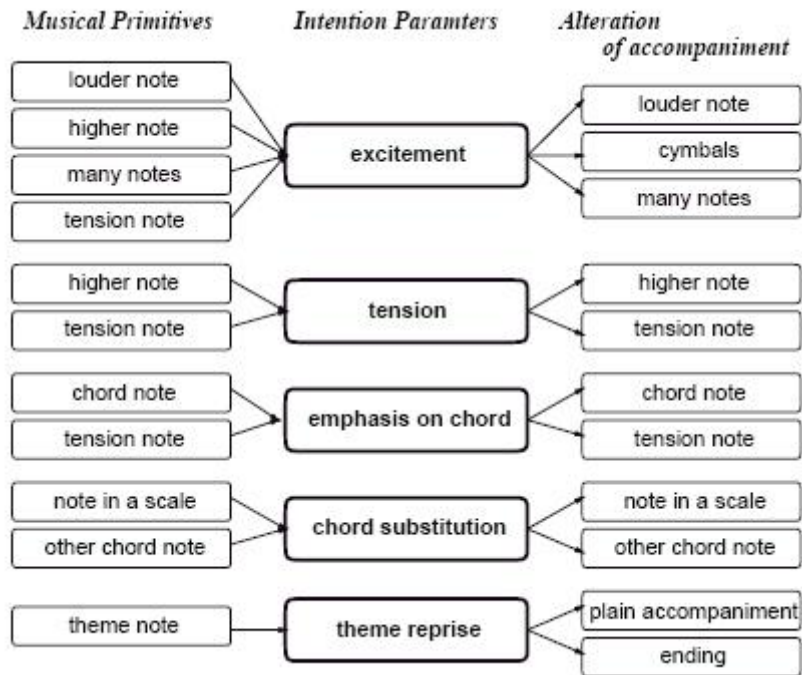 Musical Primitives
Intention Paramters
Alteration
of accompaniment
louder note
higher note
many notes
tension note
excitement
louder note
cymbals
many notes
higher note
tension note
tension
higher note
tension note
chord note
tension note
emphasis on chord
chord note
tension note
note in a scale
other chord note
chord substitution
note in a scale
other chord note
theme note
theme reprise
plain accompaniment
ending